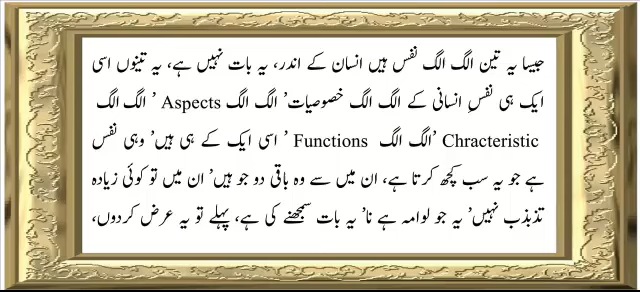 جیسا یہ تین الگ الگ نفس ہیں انسان کے اندر، یہ بات نہیں ہے، یہ تینوں اسی
ایک ہی نفسِ انسانی کے الگ الگ خصوصیات’ الگ الگ Aspects ’ الگ الگ
Chracteristic ’الگ الگ Functions ’ اسی ایک کے ہی ہیں’ وہی نفس
ہے جو یہ سب کچھ کرتا ہے، ان میں سے وہ باقی دو جو ہیں’ ان میں تو کوئی زیادہ
تذبذب نہیں’ یہ جو لوامہ ہے نا’ یہ بات سمجھنے کی ہے، پہلے تو یہ عرض کردوں،